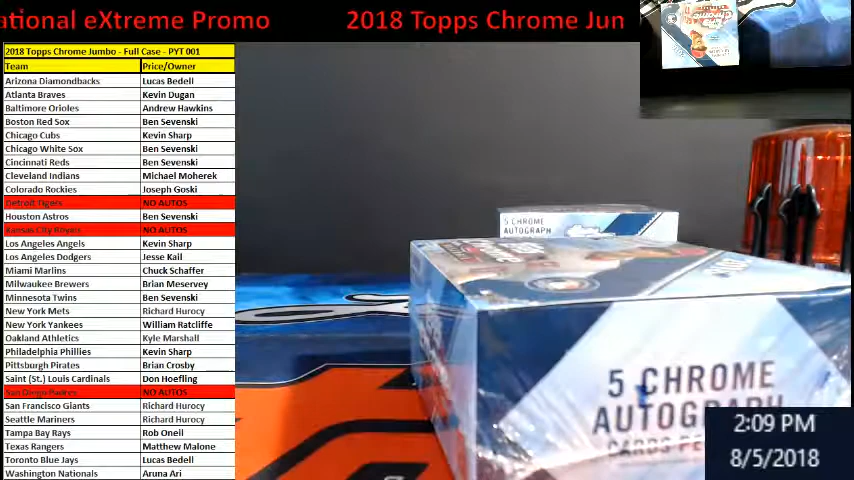 ational eXtreme Promo 2018 Topps Chrome Jun
2018 Topps Chrome Jumbo - Full Case - PYT 001
Team Price/Owner
Arizona Diamondbacks Lucas Bedell
Atlanta Braves Kevin Dugan
Baltimore Orioles Andrew Hawkins
Boston Red Sox Ben Sevenski
Chicago Cubs Kevin Sharp
Chicago White Sox Ben Sevenski
Cincinnati Reds Ben Sevenski
Cleveland Indians Michael Moherek
Colorado Rockies Joseph Goski
Detroit Tigers NO AUTOS
Houston Astros Ben Sevenski
Kansas City Royals NO AUTOS
Los Angeles Angels Kevin Sharp
Los Angeles Dodgers Jesse Kail
Miami Marlins Chuck Schaffer
Milwaukee Brewers Brian Meservey
Minnesota Twins Ben Sevenski
New York Mets Richard Hurocy
New York Yankees William Ratcliffe
Oakland Athletics Kyle Marshall
Philadelphia Phillies Kevin Sharp
Pittsburgh Pirates Brian Crosby
Saint (St.) Louis Cardinals Don Hoefling
San Diego Padres NO AUTOS
San Francisco Giants Richard Hurocy
Seattle Mariners Richard Hurocy
Tampa Bay Rays Rob Oneil
Texas Rangers Matthew Malone
Toronto Blue Jays Lucas Bedell
Washington Nationals Aruna Ari
5 CHROME
AUTOGRAPH
5 CHROME
AUTOGRAPH
CARDS PE
2:09 PM
8/5/2018